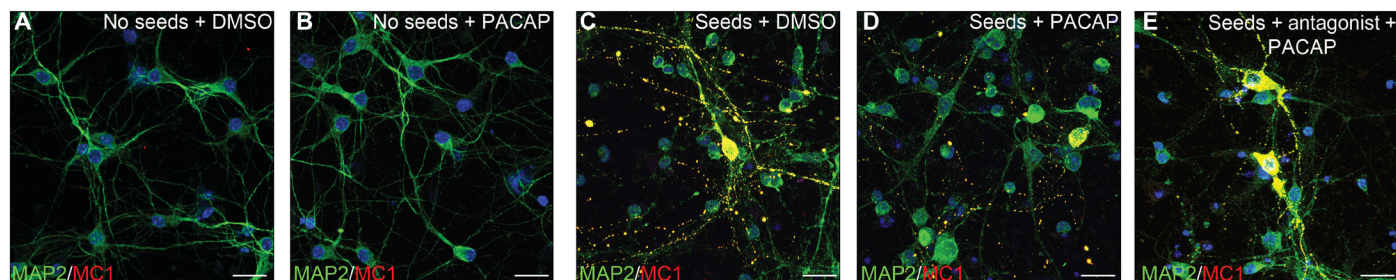 A No seeds + DMSO
MAP2/MC1
B No seeds + PACAP
MAP2/MC1
C Seeds + DMSO
MAP2/MC1
D Seeds + PACAP
MAP2/MC1
E Seeds + antagonist +
PACAP
MAP2/MC1